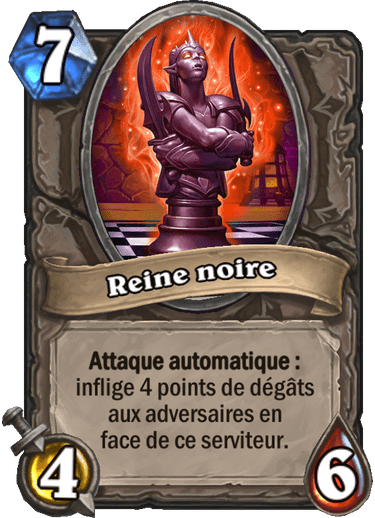 7
Reine noire
Attaque automatique :
inflige 4 points de dégâts
aux adversaires en
face de ce serviteur.
4
6